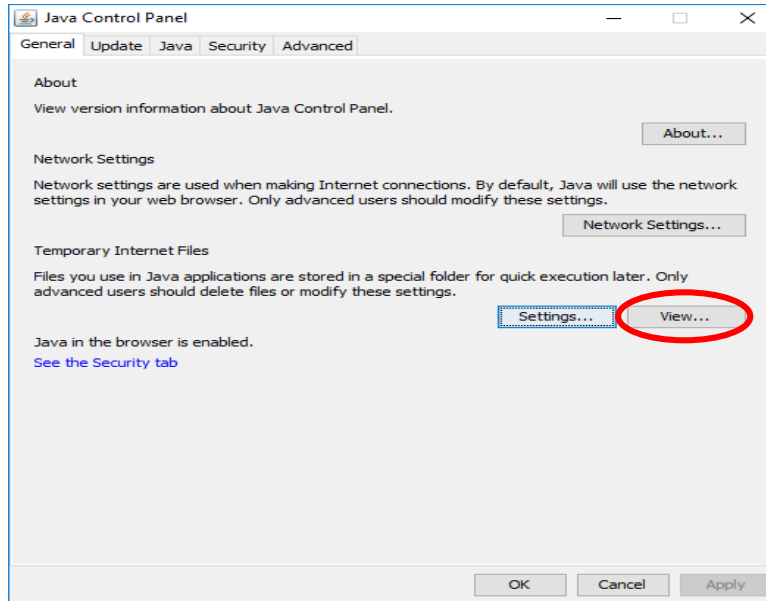 Java Control Panel
General Update Java Security Advanced
About
View version information about Java Control Panel.
About...
Network Settings
Network settings are used when making Internet connections. By default, Java will use the network
settings in your web browser. Only advanced users should modify these settings.
Network Settings...
Temporary Internet Files
Files you use in Java applications are stored in a special folder for quick execution later. Only
advanced users should delete files or modify these settings.
Settings... View...
Java in the browser is enabled.
See the Security tab
OK Cancel Apply